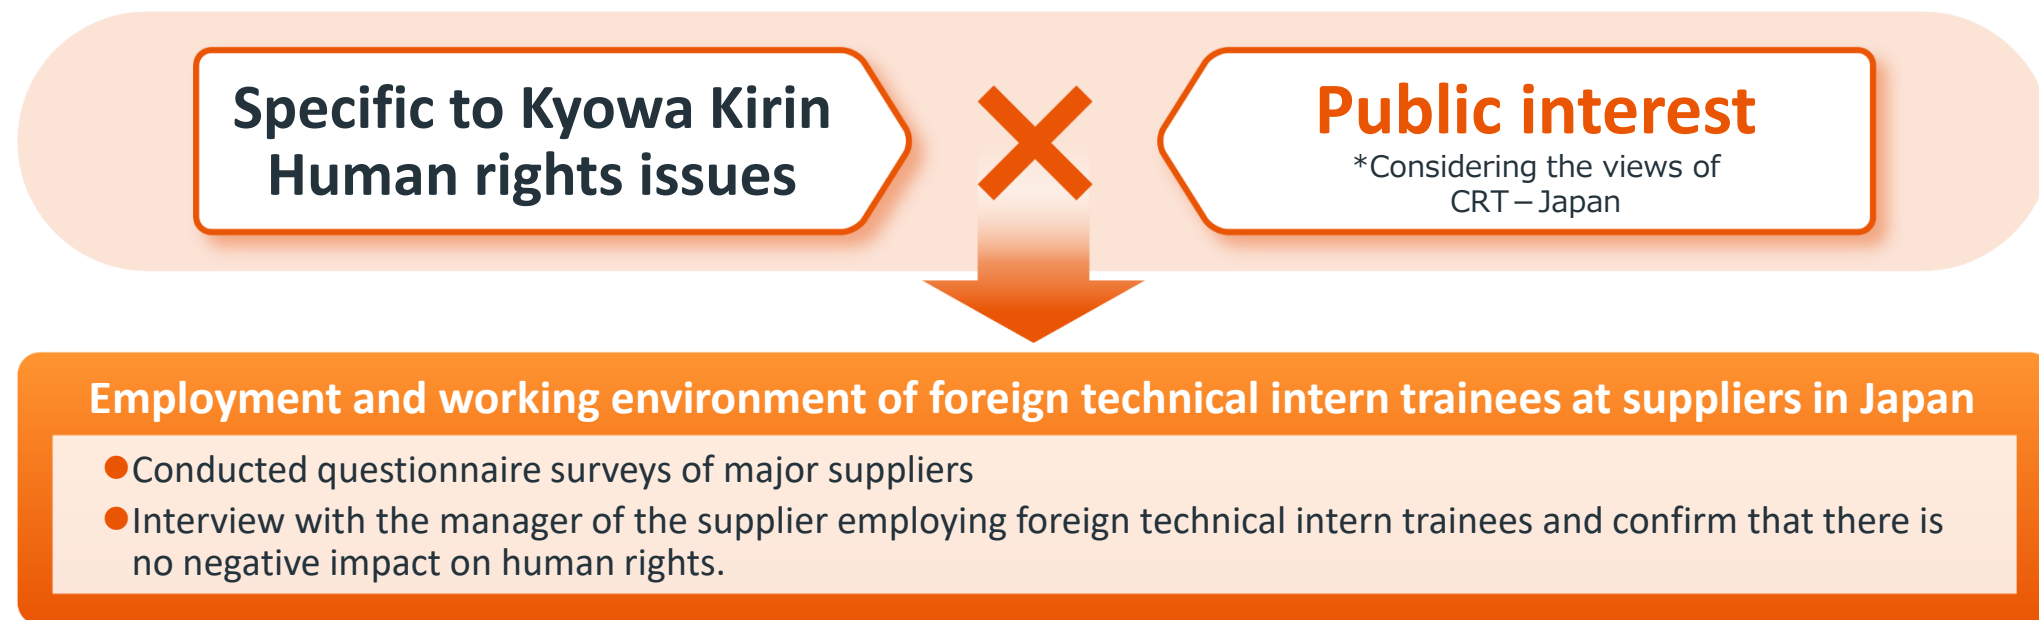 Specific to Kyowa Kirin
Human rights issues
Public interest
*Considering the views of
CRT－Japan
Employment and working environment of foreign technical intern trainees at suppliers in Japan
●Conducted questionnaire surveys of major suppliers
●Interview with the manager of the supplier employing foreign technical intern trainees and confirm that there is
no negative impact on human rights.